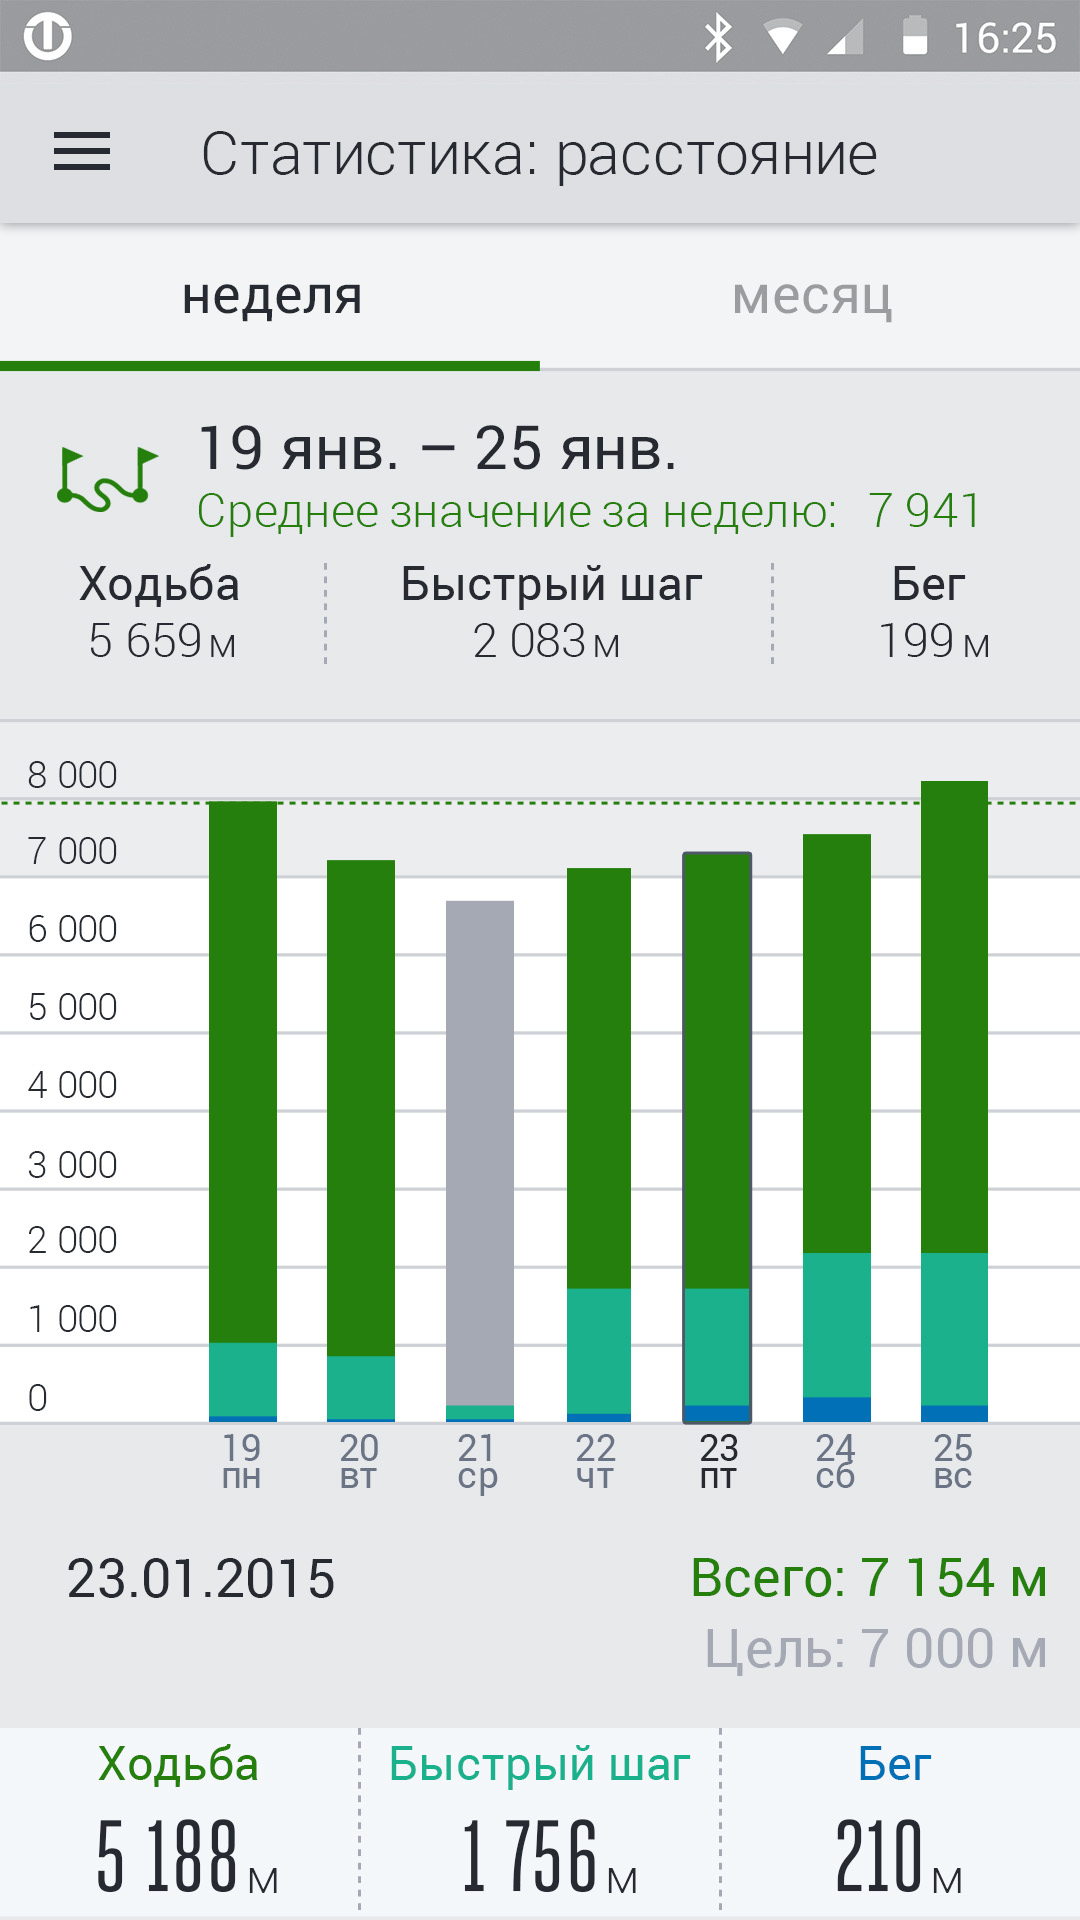 16:25
Статистика: расстояние
неделя месяц
19 янв. – 25 янв.
Среднее значение за неделю: 7 941
Ходьба Быстрый шаг Бег
5 659 м 2 083 м 199 м
8 000
7 000
6 000
5 000
4 000
3 000
2 000
1 000
0
19 20 21 22 23 24 25
пн вт ср чт пт сб вс
23.01.2015 Всего: 7 154 м
Цель: 7 000 м
Ходьба Быстрый шаг Бег
5 188 м 1 756 м 210 м